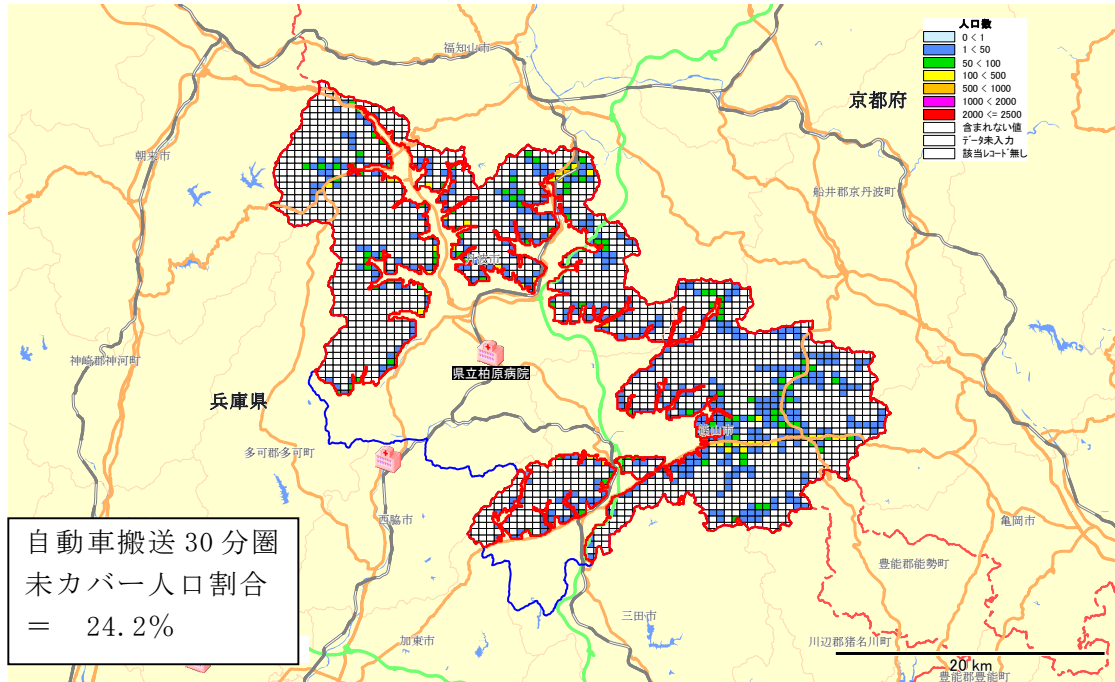 人口数
0 < 1
1 < 50
50 < 100
100 < 500
500 < 1000
1000 < 2000
2000 <= 2500
含まれない値
データ未入力
該当レコード無し
福知山市
京都府
朝来市
船井郡京丹波町
丹波市
神崎郡神河町
県立柏原病院
兵庫県
篠山市
多可郡多可町
西脇市
亀岡市
自動車搬送30分圏
未カバー人口割合
= 24.2%
豊能郡能勢町
三田市
加東市
川辺郡猪名川町
20 km
豊能郡豊能町